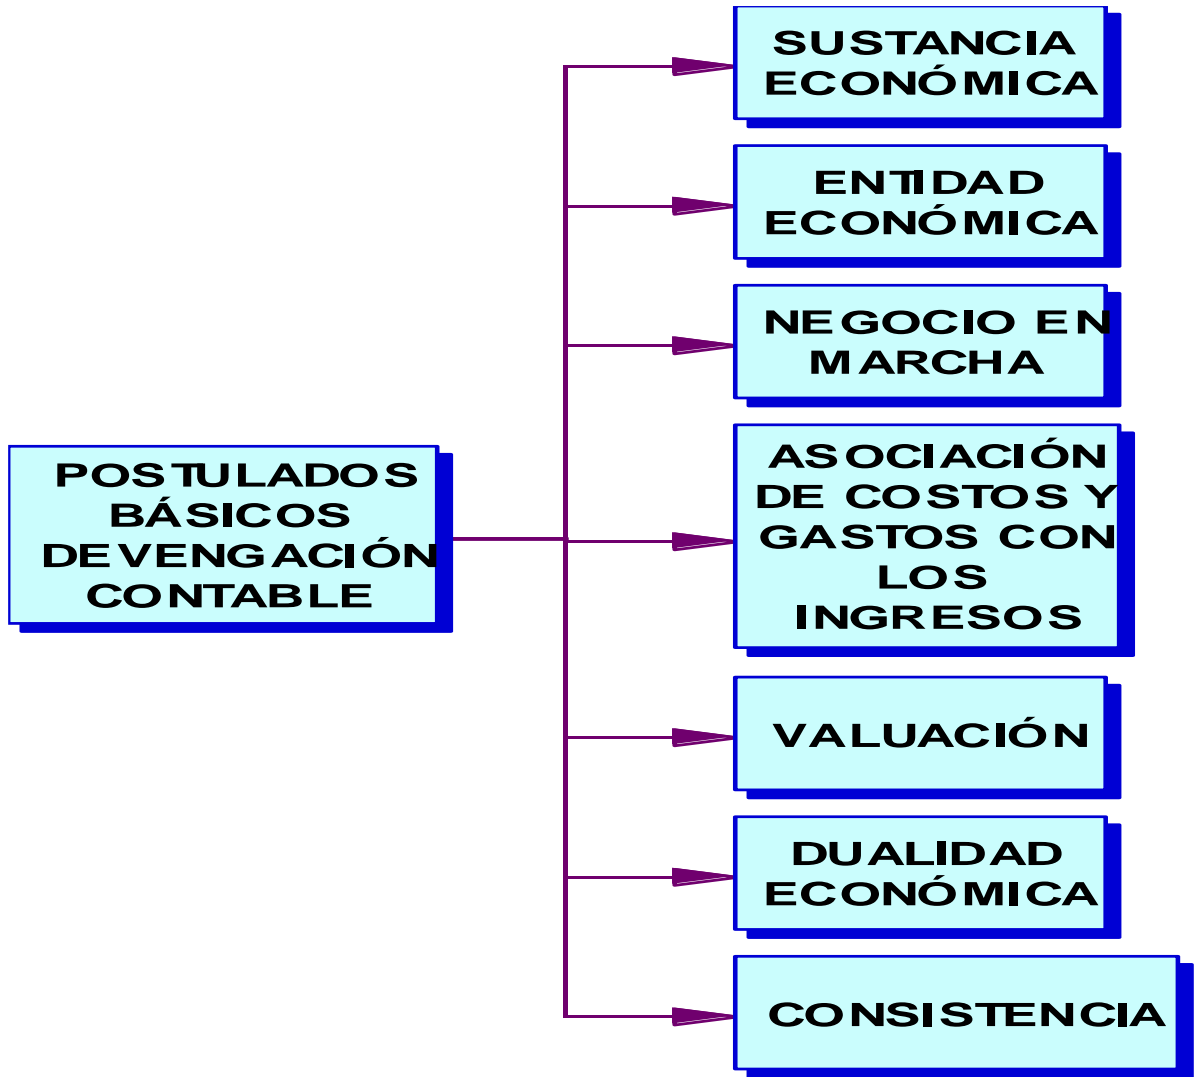 SUSTANCIA
ECONÓMICA
ENTIDAD
ECONÓMICA
NEGOCIO EN
MARCHA
POSTULADOS
BÁSICOS
DEVENGACIÓN
CONTABLE
ASOCIACIÓN
DE COSTOS Y
GASTOS CON
LOS
INGRESOS
VALUACIÓN
DUALIDAD
ECONÓMICA
CONSISTENCIA